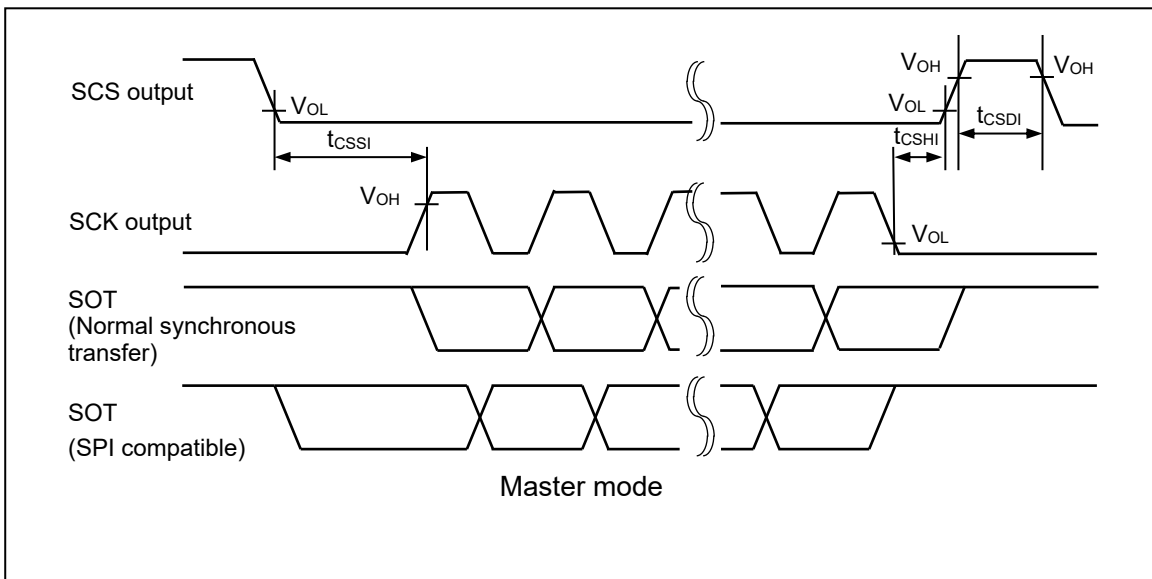 SCS output
VOL
tCSSI
VOH
VOL
tCSHI
tCSDI
VOH
SCK output
VOH
VOL
SOT
(Normal synchronous
transfer)
SOT
(SPI compatible)
Master mode